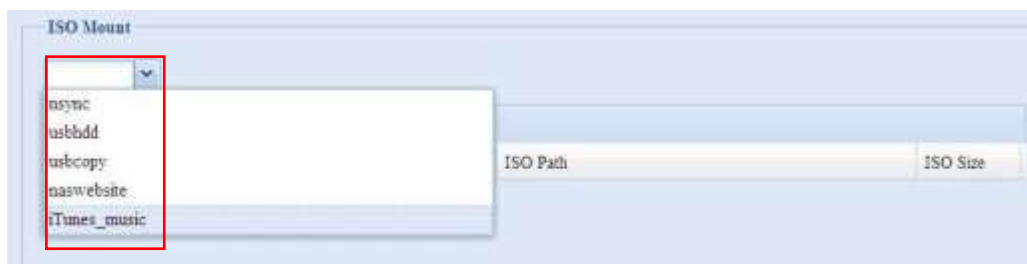 ISO Mount
nsync
usbhdd
usbcopy
ISO Path ISO Size
naswebsite
iTunes_music